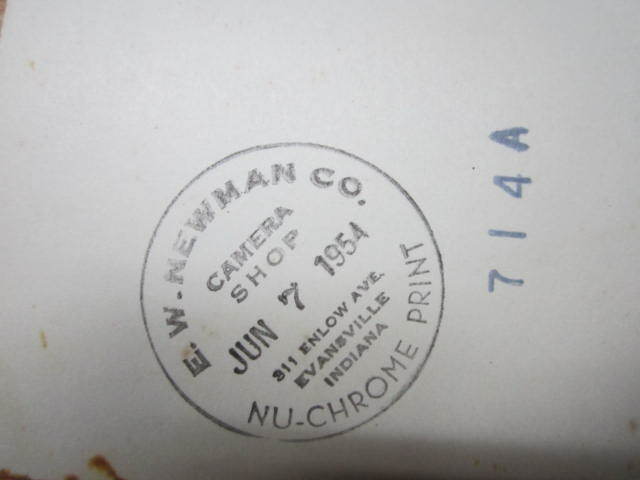 E.W. NEWMAN CO.
CAMERA
SHOP
JUN 7 1954
311 ENLOW AVE.
EVANSVILLE
INDIANA
NU-CHROME PRINT
714A